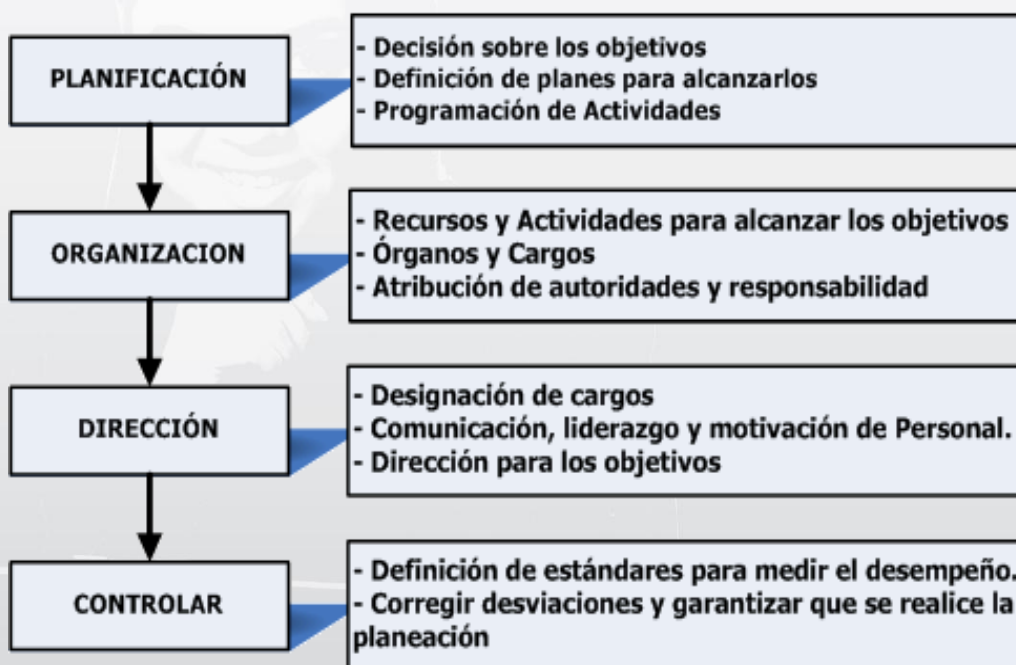 PLANIFICACIÓN
- Decisión sobre los objetivos
- Definición de planes para alcanzarlos
- Programación de Actividades
ORGANIZACION
- Recursos y Actividades para alcanzar los objetivos
- Órganos y Cargos
- Atribución de autoridades y responsabilidad
DIRECCIÓN
- Designación de cargos
- Comunicación, liderazgo y motivación de Personal.
- Dirección para los objetivos
CONTROLAR
- Definición de estándares para medir el desempeño.
- Corregir desviaciones y garantizar que se realice la
planeación